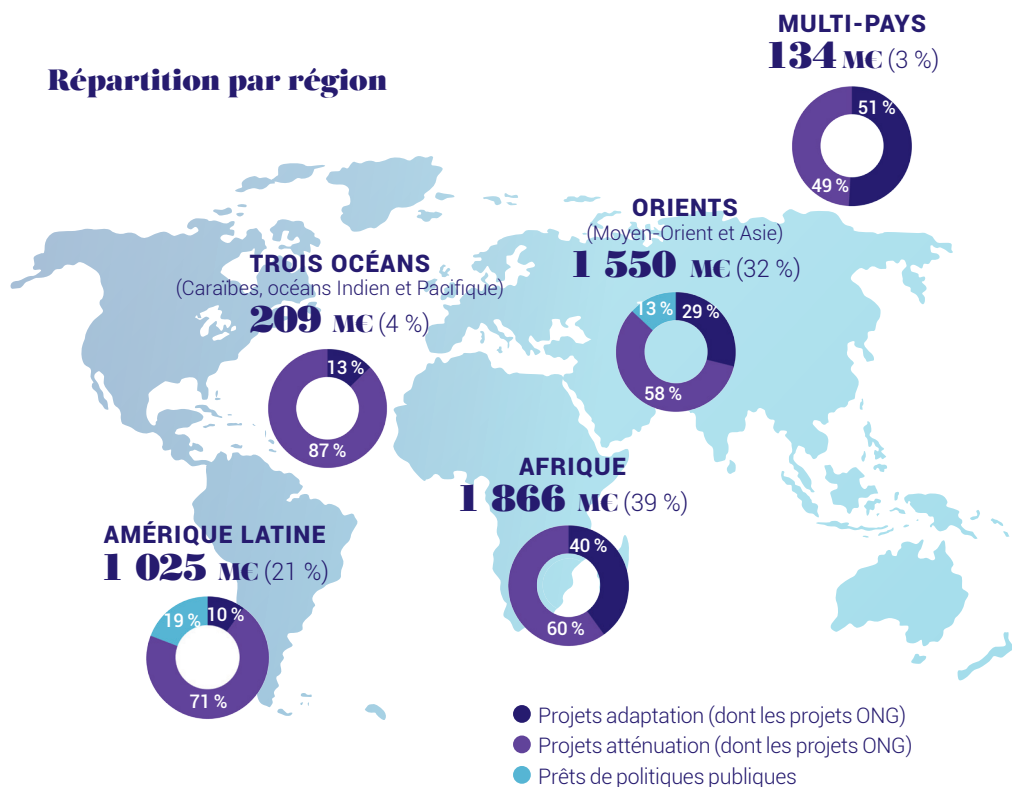 Répartition par région
MULTI-PAYS
134 M€ (3 %)
51 %
49 %
ORIENTS
(Moyen-Orient et Asie)
1 550 M€ (32 %)
13 %
29 %
58 %
TROIS OCÉANS
(Caraïbes, océans Indien et Pacifique)
209 M€ (4 %)
13 %
87 %
AFRIQUE
1 866 M€ (39 %)
40 %
60 %
AMÉRIQUE LATINE
1 025 M€ (21 %)
19 %
10 %
71 %
Projets adaptation (dont les projets ONG)
Projets atténuation (dont les projets ONG)
Prêts de politiques publiques